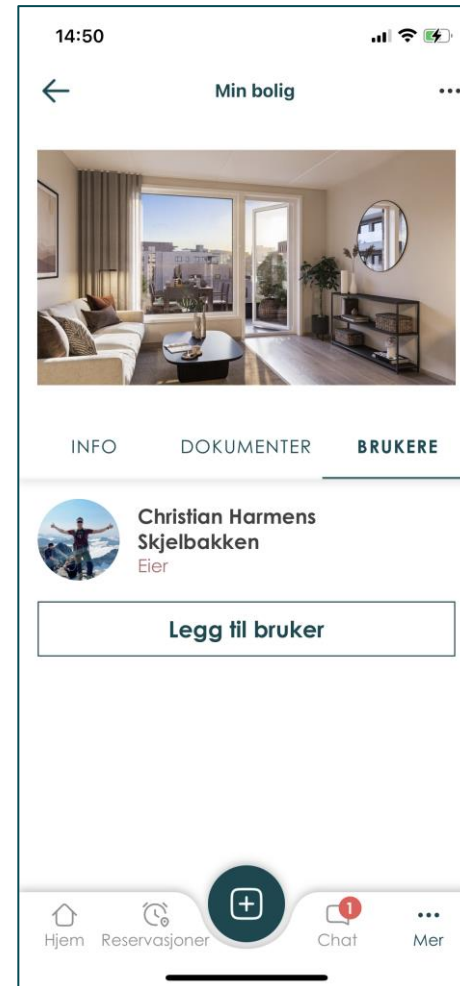 14:50
Min bolig
INFO DOKUMENTER BRUKERE
Christian Harmens
Skjelbakken
Eier
Legg til bruker
1
Hjem Reservasjoner Chat Mer